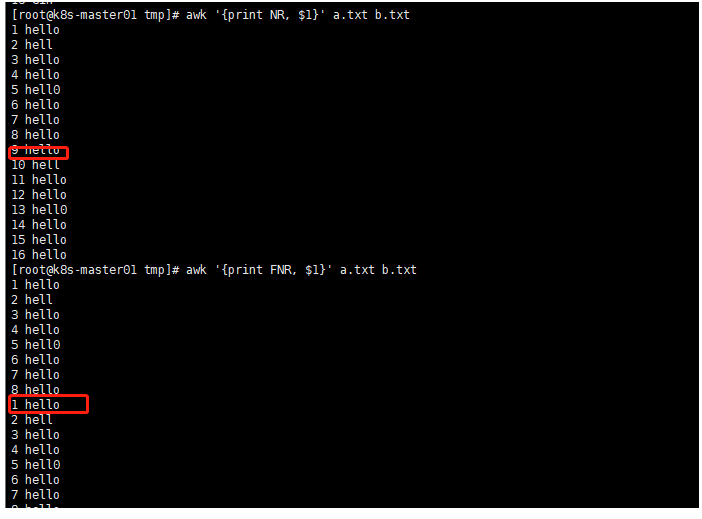 [root@k8s-master01 tmp]# awk '{print NR, $1}' a.txt b.txt
1 hello
2 hell
3 hello
4 hello
5 hell0
6 hello
7 hello
8 hello
9 hello
10 hell
11 hello
12 hello
13 hell0
14 hello
15 hello
16 hello
[root@k8s-master01 tmp]# awk '{print FNR, $1}' a.txt b.txt
1 hello
2 hell
3 hello
4 hello
5 hell0
6 hello
7 hello
8 hello
1 hello
2 hell
3 hello
4 hello
5 hell0
6 hello
7 hello